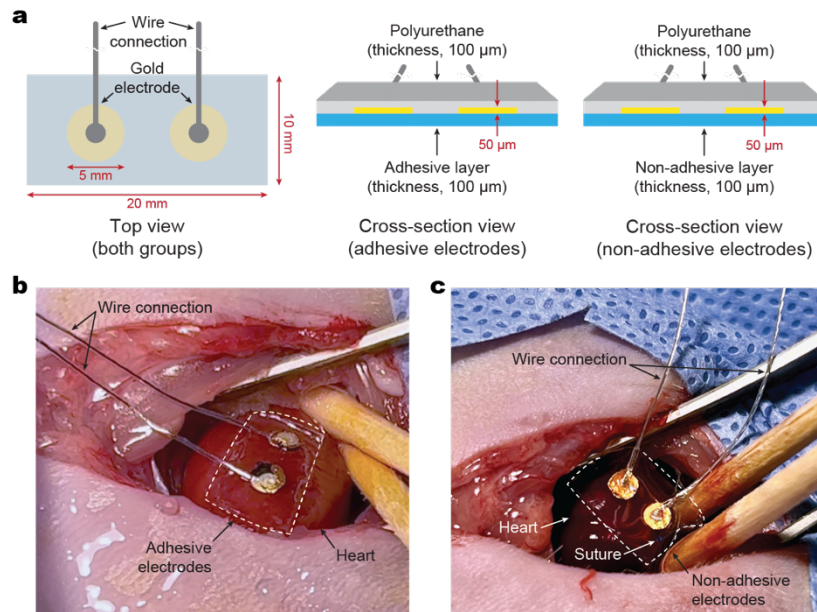 a
Wire
connection
Gold
electrode
5 mm
20 mm
10 mm
Top view
(both groups)
Polyurethane
(thickness, 100 µm)
50 µm
Adhesive layer
(thickness, 100 µm)
Cross-section view
(adhesive electrodes)
Polyurethane
(thickness, 100 µm)
50 µm
Non-adhesive layer
(thickness, 100 µm)
Cross-section view
(non-adhesive electrodes)
b
Wire connection
Adhesive
electrodes
Heart
c
Wire connection
Heart
Suture
Non-adhesive
electrodes